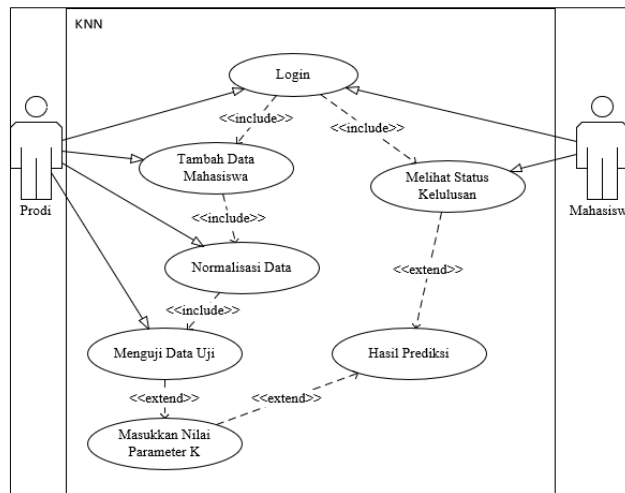 KNN
Login
<<include>>
<<include>>
Tambah Data
Mahasiswa
Melihat Status
Kelulusan
Prodi
Mahasisw
<<include>>
Normalisasi Data
<<extend>>
<<include>>
Menguji Data Uji
Hasil Prediksi
<<extend>>
<<extend>>
Masukkan Nilai
Parameter K